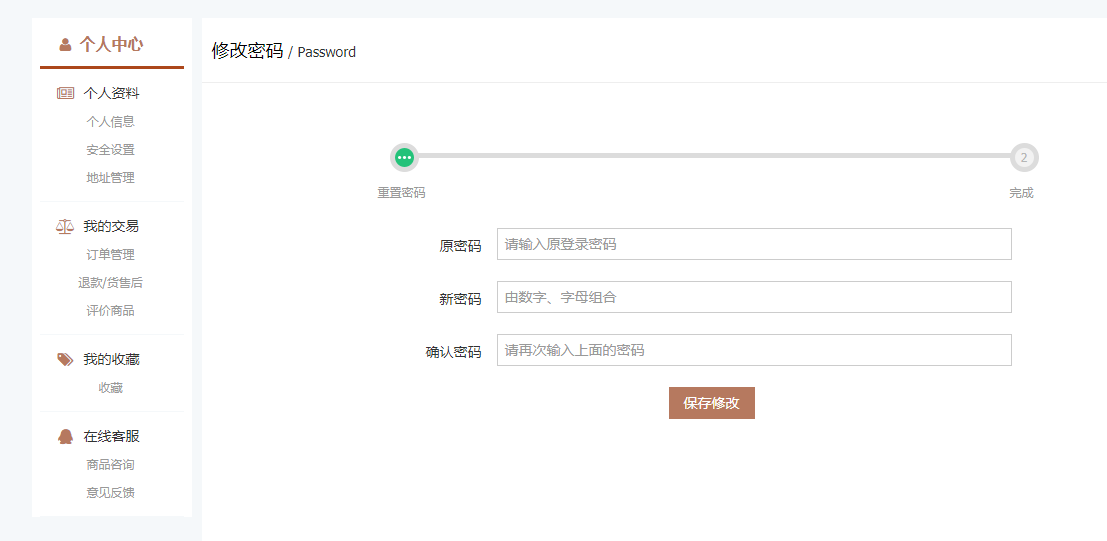 个人中心
个人资料
个人信息
安全设置
地址管理
我的交易
订单管理
退款/货售后
评价商品
我的收藏
收藏
在线客服
商品咨询
意见反馈
修改密码 / Password
2
重置密码
完成
原密码 请输入原登录密码
新密码 由数字、字母组合
确认密码 请再次输入上面的密码
保存修改